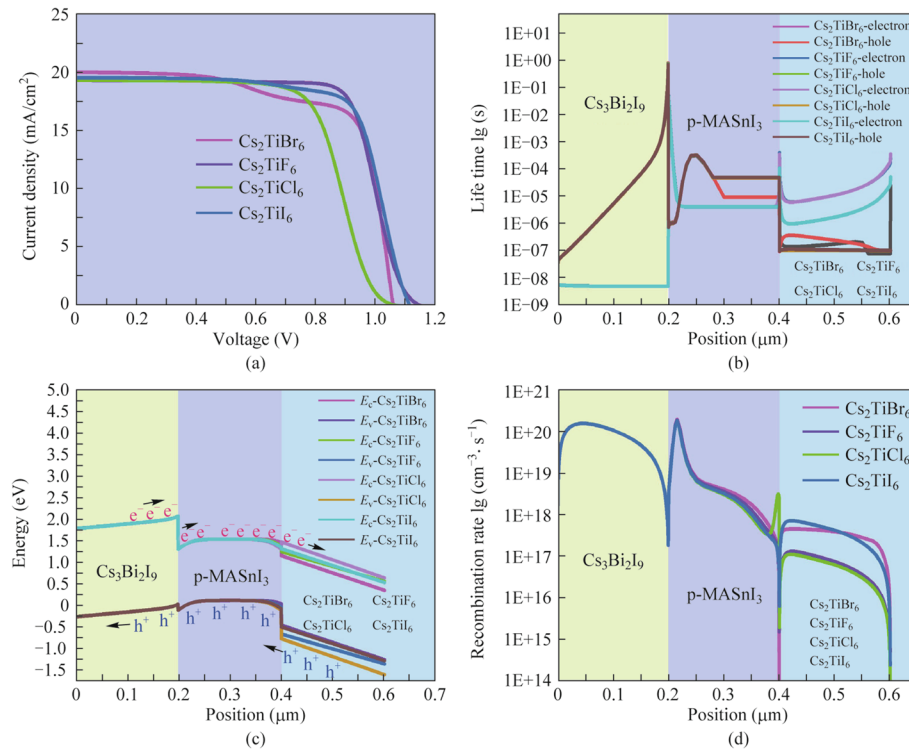 25
20
15
10
5
0
Current density (mA/cm²)
Cs₂TiBr₆
Cs₂TiF₆
Cs₂TiCl₆
Cs₂TiI₆
0 0.2 0.4 0.6 0.8 1.0 1.2
Voltage (V)
(a)
1E+01
1E+00
1E-01
1E-02
1E-03
1E-04
1E-05
1E-06
1E-07
1E-08
1E-09
Life time lg (s)
Cs₂TiBr₆-electron
Cs₂TiBr₆-hole
Cs₂TiF₆-electron
Cs₂TiF₆-hole
Cs₂TiCl₆-electron
Cs₂TiCl₆-hole
Cs₂TiI₆-electron
Cs₂TiI₆-hole
Cs₃Bi₂I₉
p-MASnI₃
Cs₂TiBr₆ Cs₂TiF₆
Cs₂TiCl₆ Cs₂TiI₆
0 0.1 0.2 0.3 0.4 0.5 0.6
Position (μm)
(b)
5.0
4.5
4.0
3.5
3.0
2.5
2.0
1.5
1.0
0.5
0
−0.5
−1.0
−1.5
Energy (eV)
E_c-Cs₂TiBr₆
E_v-Cs₂TiBr₆
E_c-Cs₂TiF₆
E_v-Cs₂TiF₆
E_c-Cs₂TiCl₆
E_v-Cs₂TiCl₆
E_c-Cs₂TiI₆
E_v-Cs₂TiI₆
e⁻ e⁻ e⁻
e⁻ e⁻ e⁻ e⁻ e⁻ e⁻ e⁻
Cs₃Bi₂I₉
p-MASnI₃
Cs₂TiBr₆ Cs₂TiF₆
Cs₂TiCl₆ Cs₂TiI₆
h⁺ h⁺ h⁺
h⁺ h⁺ h⁺ h⁺
h⁺ h⁺ h⁺
0 0.1 0.2 0.3 0.4 0.5 0.6 0.7
Position (μm)
(c)
1E+21
1E+20
1E+19
1E+18
1E+17
1E+16
1E+15
1E+14
Recombination rate lg (cm⁻³· s⁻¹)
Cs₂TiBr₆
Cs₂TiF₆
Cs₂TiCl₆
Cs₂TiI₆
Cs₃Bi₂I₉
p-MASnI₃
Cs₂TiBr₆
Cs₂TiF₆
Cs₂TiCl₆
Cs₂TiI₆
0 0.1 0.2 0.3 0.4 0.5 0.6
Position (μm)
(d)